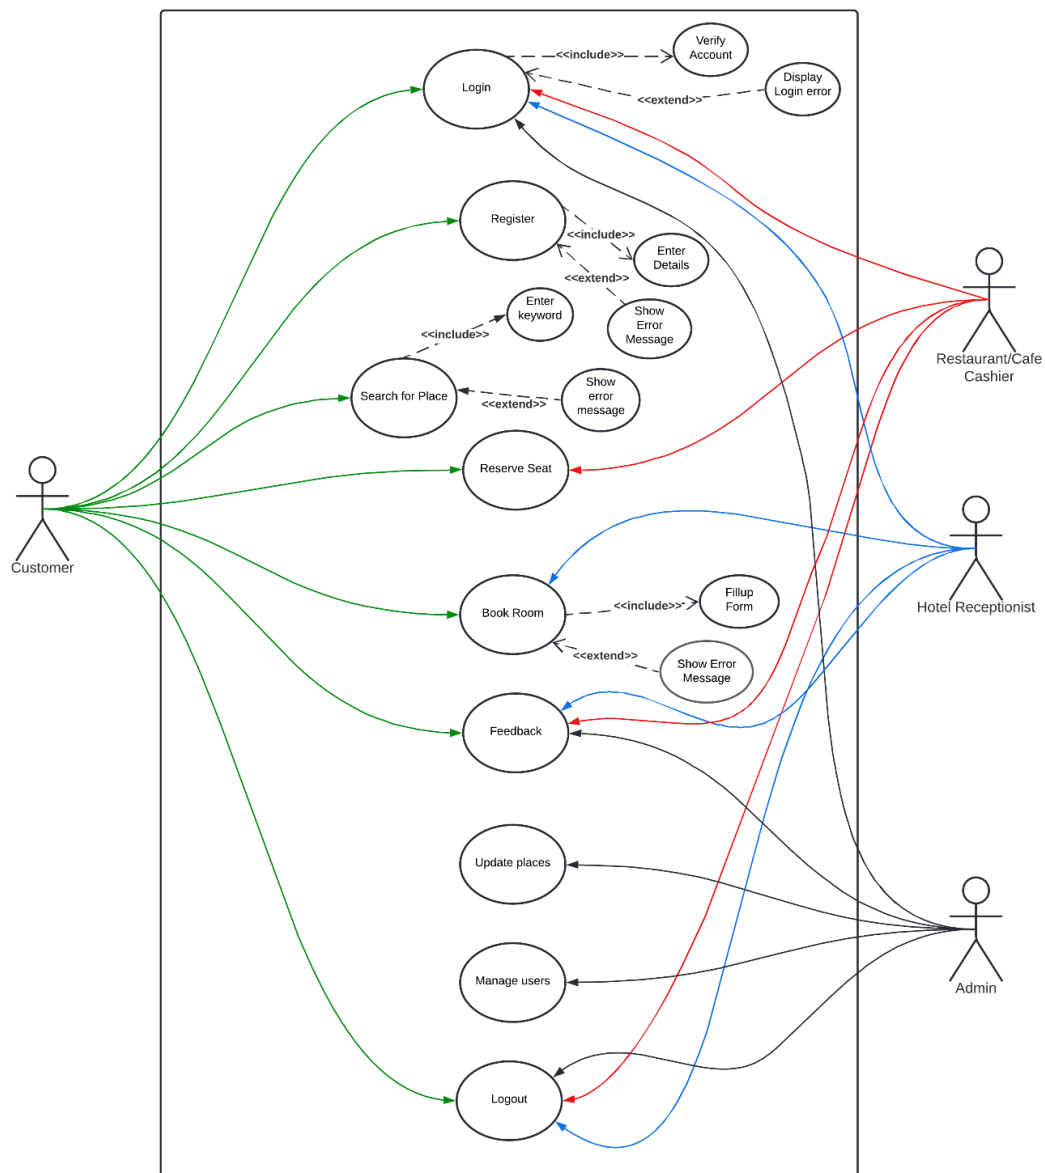 Verify
Account
<<include>>
Login
Display
Login error
<<extend>>
Register
<<include>>
Enter
Details
<<extend>>
Enter
keyword
Show
Error
Message
<<include>>
Search for Place
Show
error
message
<<extend>>
Restaurant/Cafe
Cashier
Reserve Seat
Customer
Book Room
<<include>>
Fillup
Form
Hotel Receptionist
<<extend>>
Show Error
Message
Feedback
Update places
Manage users
Admin
Logout